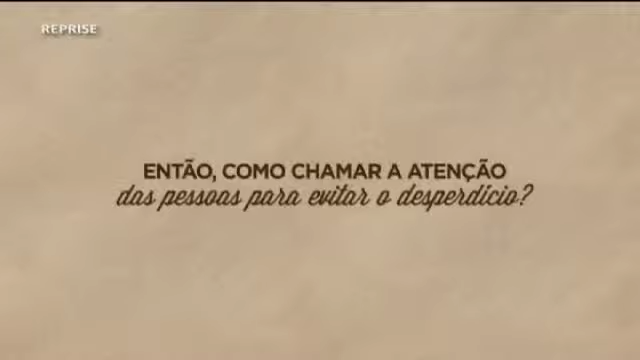 REPRISE
ENTÃO, COMO CHAMAR A ATENÇÃO
das pessoas para evitar o desperdício?